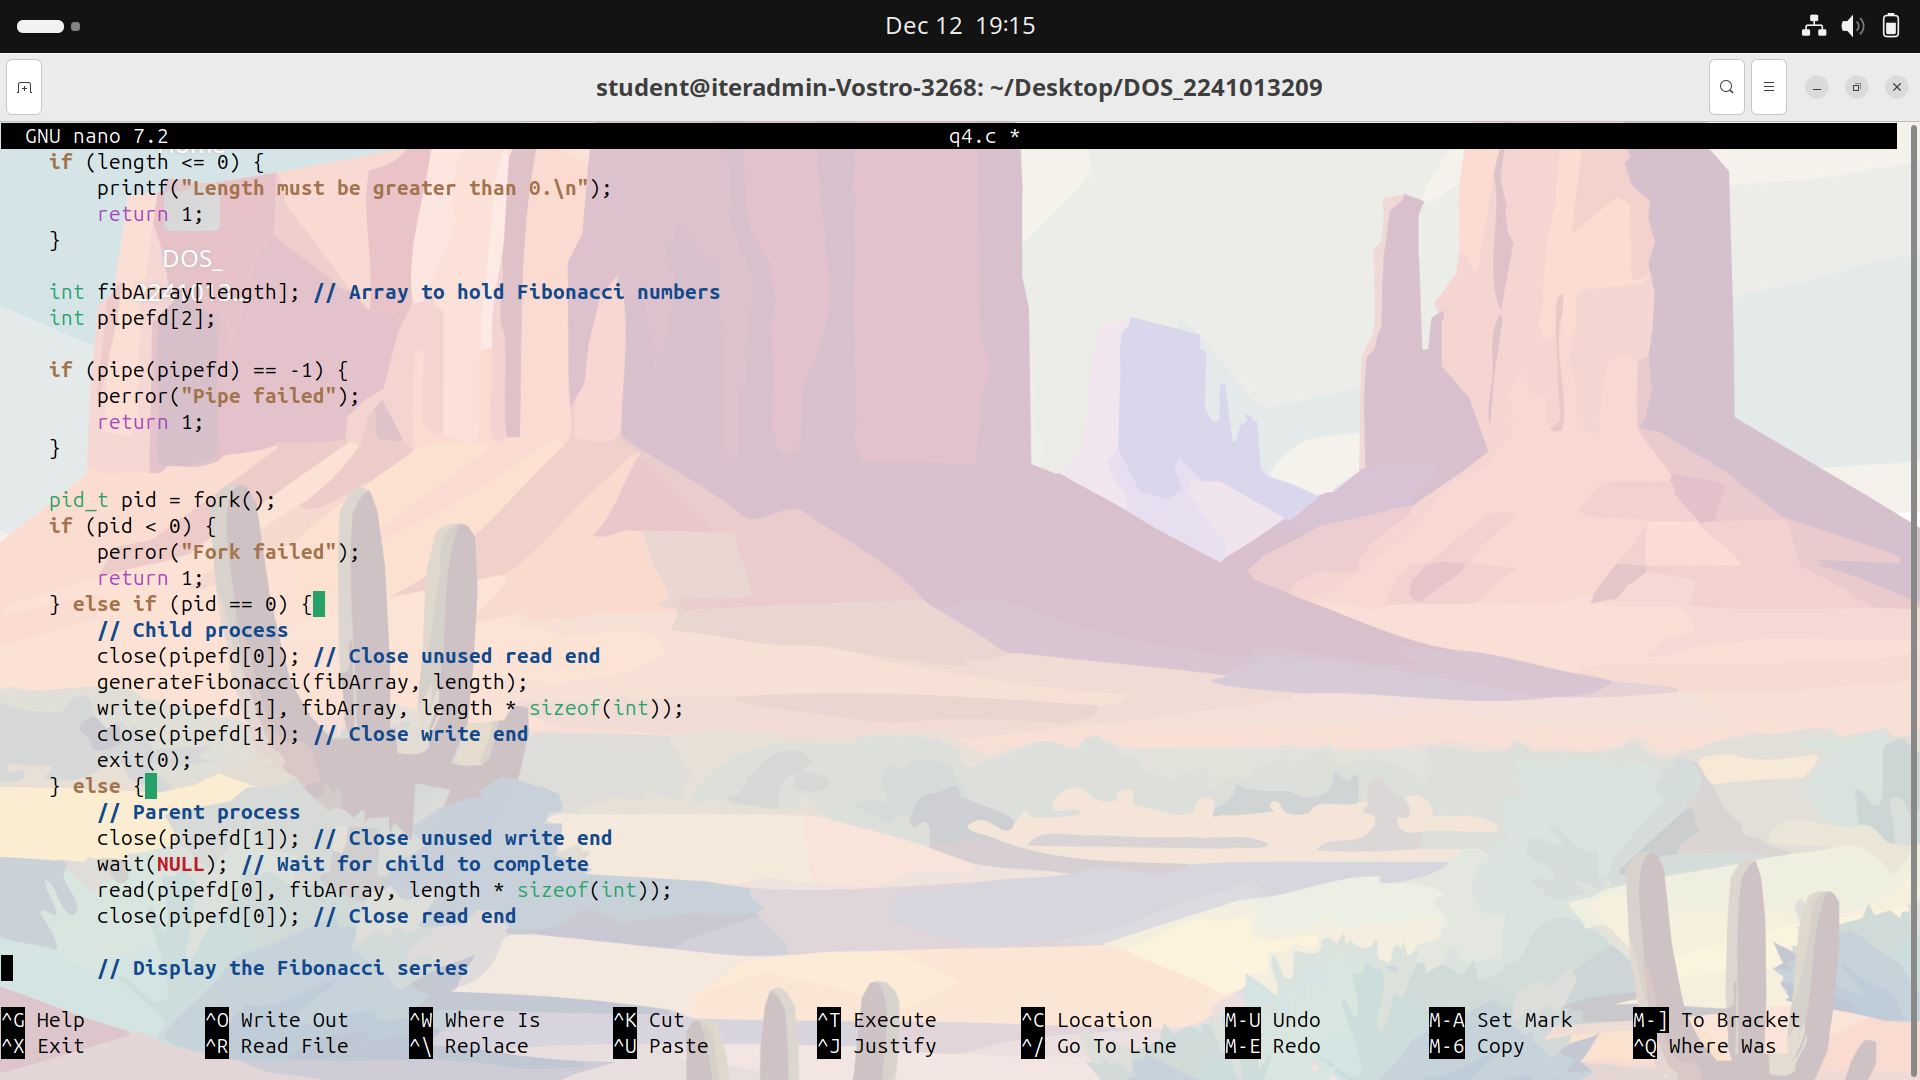 Dec 12 19:15
student@iteradmin-Vostro-3268: ~/Desktop/DOS_2241013209
GNU nano 7.2 q4.c *
if (length <= 0) {
printf("Length must be greater than 0.\n");
return 1;
}
DOS_
int fibArray[length]; // Array to hold Fibonacci numbers
int pipefd[2];
if (pipe(pipefd) == -1) {
perror("Pipe failed");
return 1;
}
pid_t pid = fork();
if (pid < 0) {
perror("Fork failed");
return 1;
} else if (pid == 0) {
// Child process
close(pipefd[0]); // Close unused read end
generateFibonacci(fibArray, length);
write(pipefd[1], fibArray, length * sizeof(int));
close(pipefd[1]); // Close write end
exit(0);
} else {
// Parent process
close(pipefd[1]); // Close unused write end
wait(NULL); // Wait for child to complete
read(pipefd[0], fibArray, length * sizeof(int));
close(pipefd[0]); // Close read end
// Display the Fibonacci series
^G Help ^O Write Out ^W Where Is ^K Cut ^T Execute ^C Location M-U Undo M-A Set Mark M-] To Bracket
^X Exit ^R Read File ^\ Replace ^U Paste ^J Justify ^/ Go To Line M-E Redo M-6 Copy ^Q Where Was